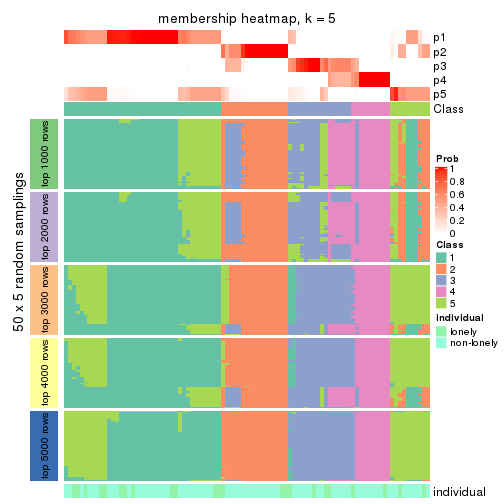 membership heatmap, k = 5
p1
p2
p3
p4
p5
Class
50 x 5 random samplings
top 1000 rows
top 2000 rows
top 3000 rows
top 4000 rows
top 5000 rows
individual
Prob
1
0.8
0.6
0.4
0.2
0
Class
1
2
3
4
5
individual
lonely
non-lonely